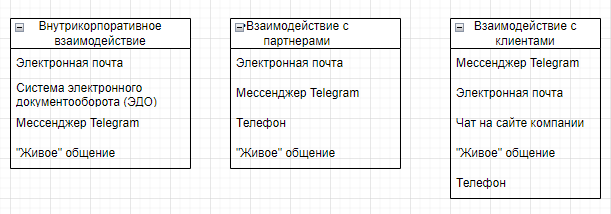 Внутрикорпоративное
взаимодействие
Электронная почта
Система электронного
документооборота (ЭДО)
Мессенджер Telegram
"Живое" общение
Взаимодействие с
партнерами
Электронная почта
Мессенджер Telegram
Телефон
"Живое" общение
Взаимодействие с
клиентами
Мессенджер Telegram
Электронная почта
Чат на сайте компании
"Живое" общение
Телефон